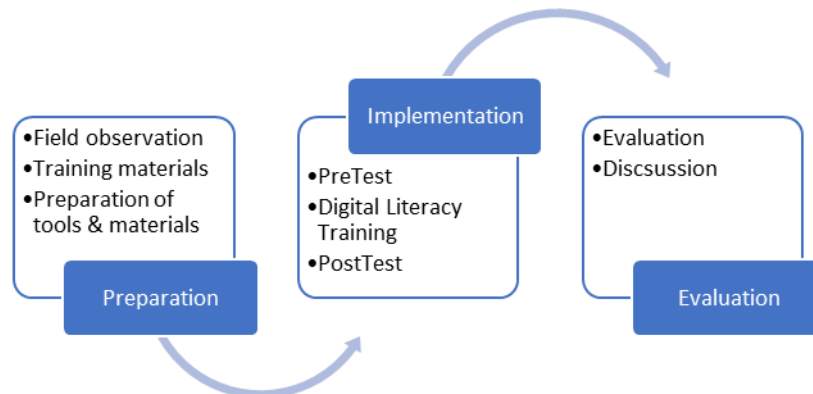 •Field observation
•Training materials
•Preparation of
tools & materials
Preparation
Implementation
•PreTest
•Digital Literacy
Training
•PostTest
•Evaluation
•Discsussion
Evaluation